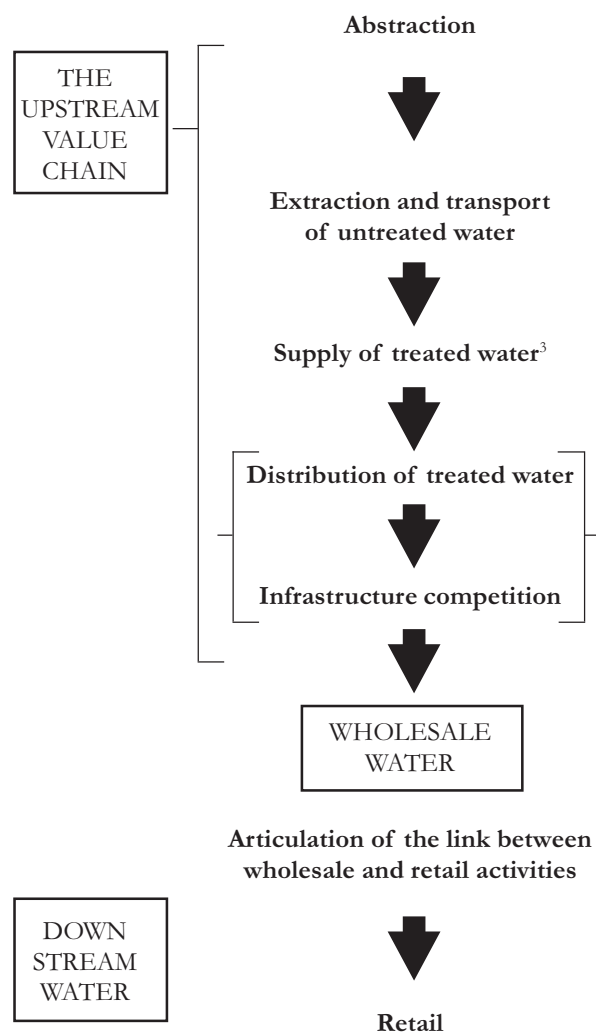 Abstraction
THE
UPSTREAM
VALUE
CHAIN
Extraction and transport
of untreated water
Supply of treated water³
Distribution of treated water
Infrastructure competition
WHOLESALE
WATER
Articulation of the link between
wholesale and retail activities
DOWN
STREAM
WATER
Retail